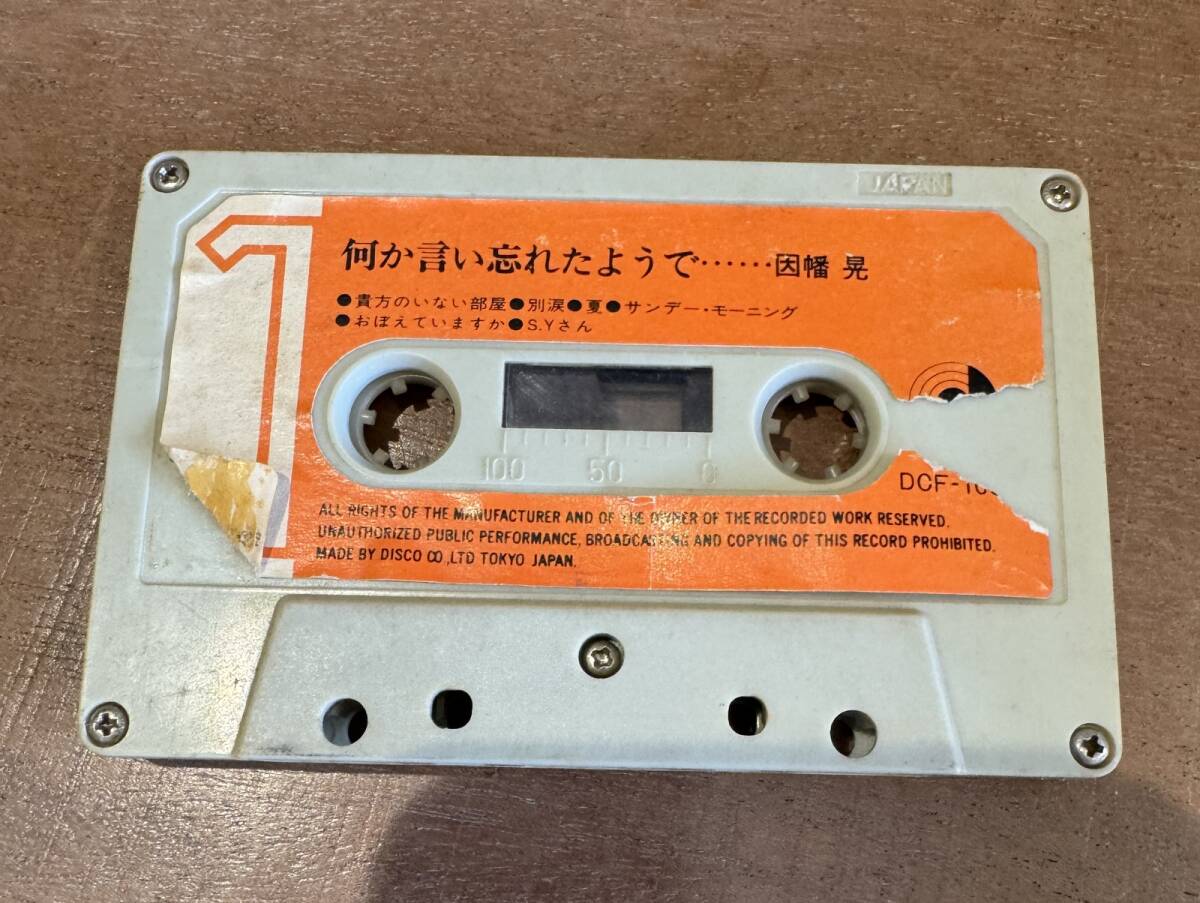 JAPAN
1
何か言い忘れたようで……因幡 晃
●貴方のいない部屋●別涙●夏●サンデー・モーニング
●おぼえていますか●S.Yさん
100 50 0
DCF-10
ALL RIGHTS OF THE MANUFACTURER AND OF THE OWNER OF THE RECORDED WORK RESERVED.
UNAUTHORIZED PUBLIC PERFORMANCE, BROADCASTING AND COPYING OF THIS RECORD PROHIBITED.
MADE BY DISCO CO.,LTD TOKYO JAPAN.